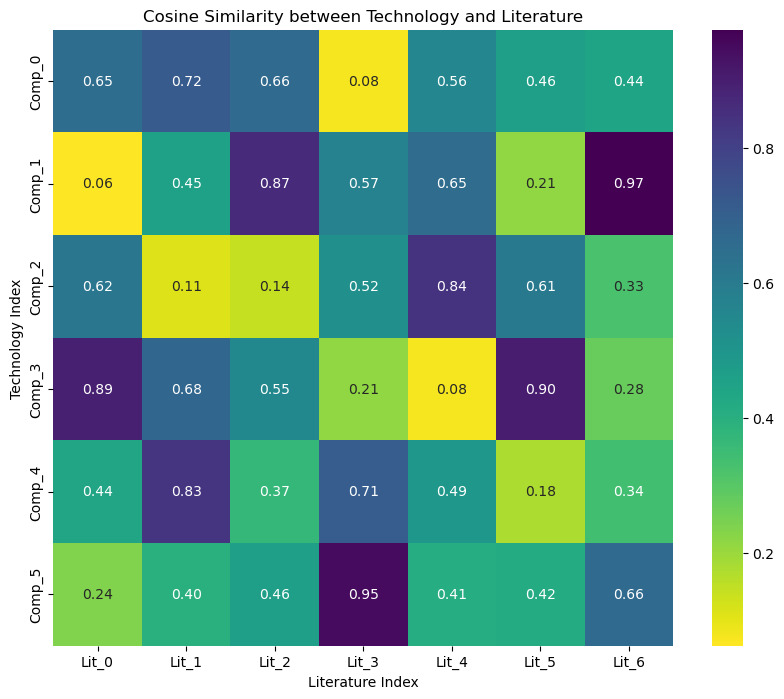 Cosine Similarity between Technology and Literature
Technology Index
Comp_0
0.65 0.72 0.66 0.08 0.56 0.46 0.44
Comp_1
0.06 0.45 0.87 0.57 0.65 0.21 0.97
Comp_2
0.62 0.11 0.14 0.52 0.84 0.61 0.33
Comp_3
0.89 0.68 0.55 0.21 0.08 0.90 0.28
Comp_4
0.44 0.83 0.37 0.71 0.49 0.18 0.34
Comp_5
0.24 0.40 0.46 0.95 0.41 0.42 0.66
Lit_0 Lit_1 Lit_2 Lit_3 Lit_4 Lit_5 Lit_6
Literature Index
0.8
0.6
0.4
0.2